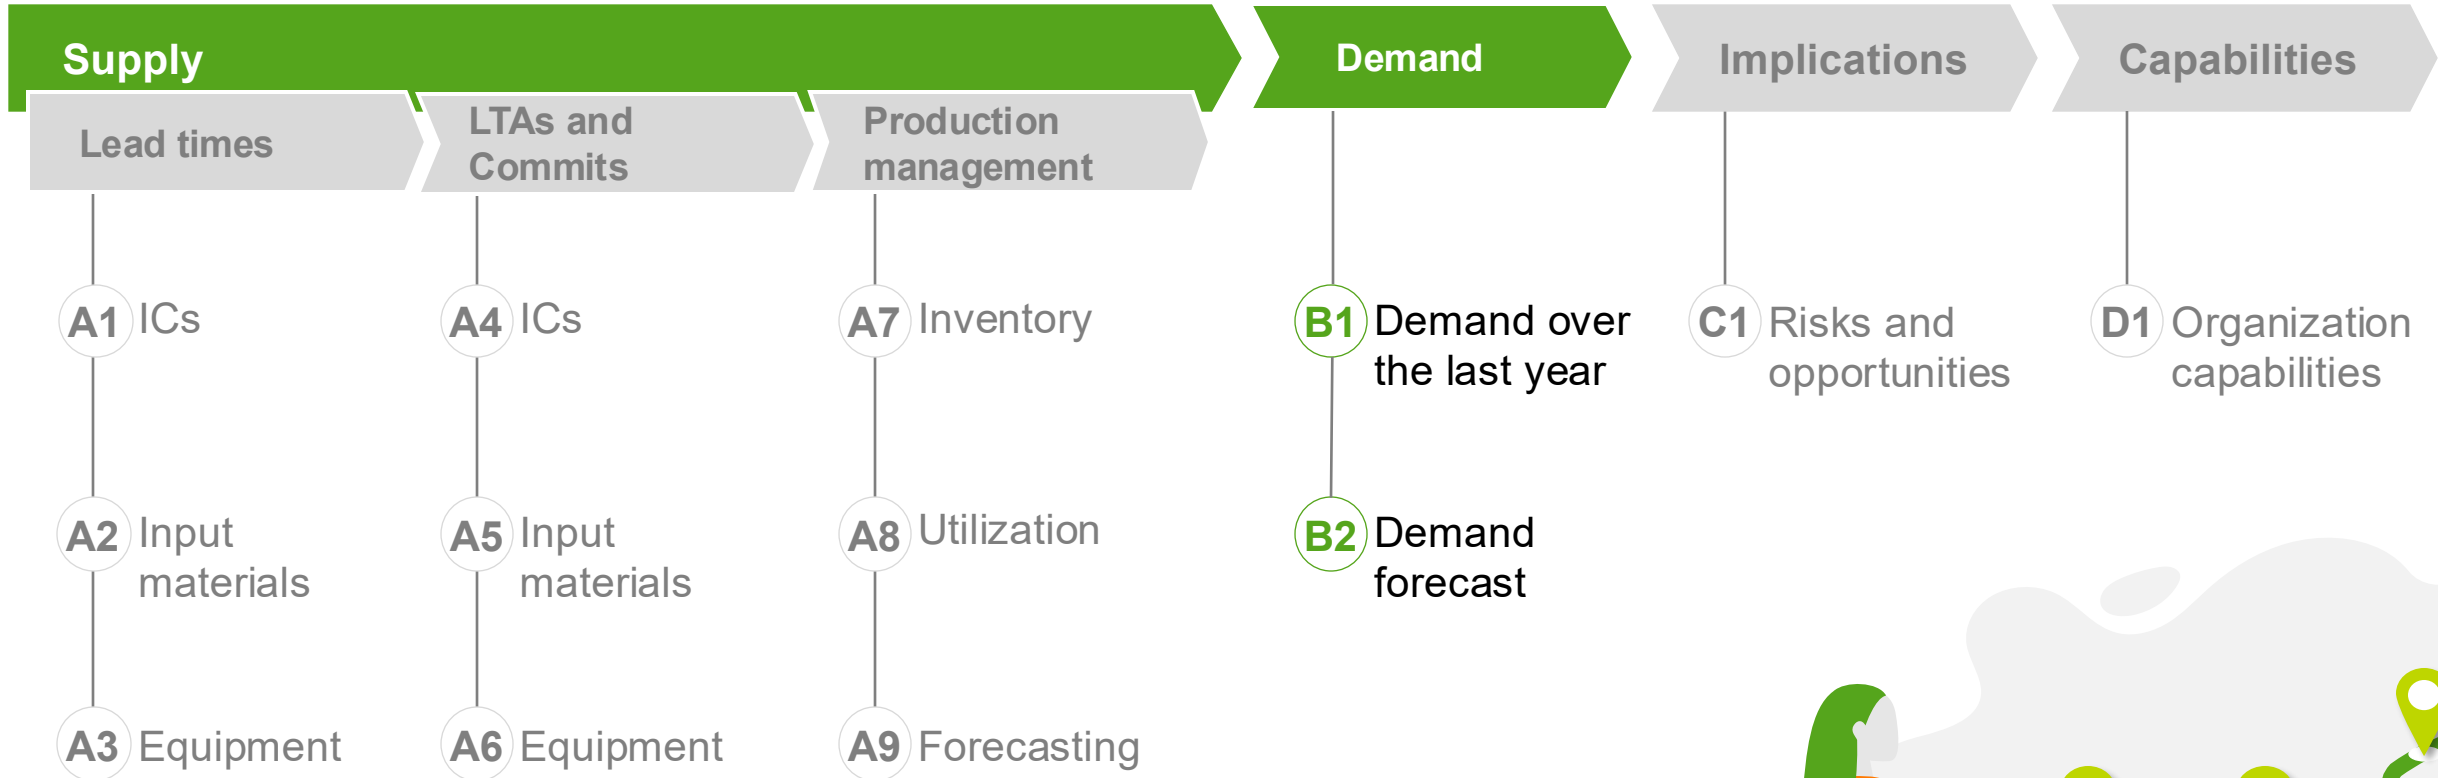 Supply
Demand
Implications
Capabilities
Lead times
LTAs and
Commits
Production
management
A1 ICs
A2 Input
materials
A3 Equipment
A4 ICs
A5 Input
materials
A6 Equipment
A7 Inventory
A8 Utilization
A9 Forecasting
B1 Demand over
the last year
B2 Demand
forecast
C1 Risks and
opportunities
D1 Organization
capabilities